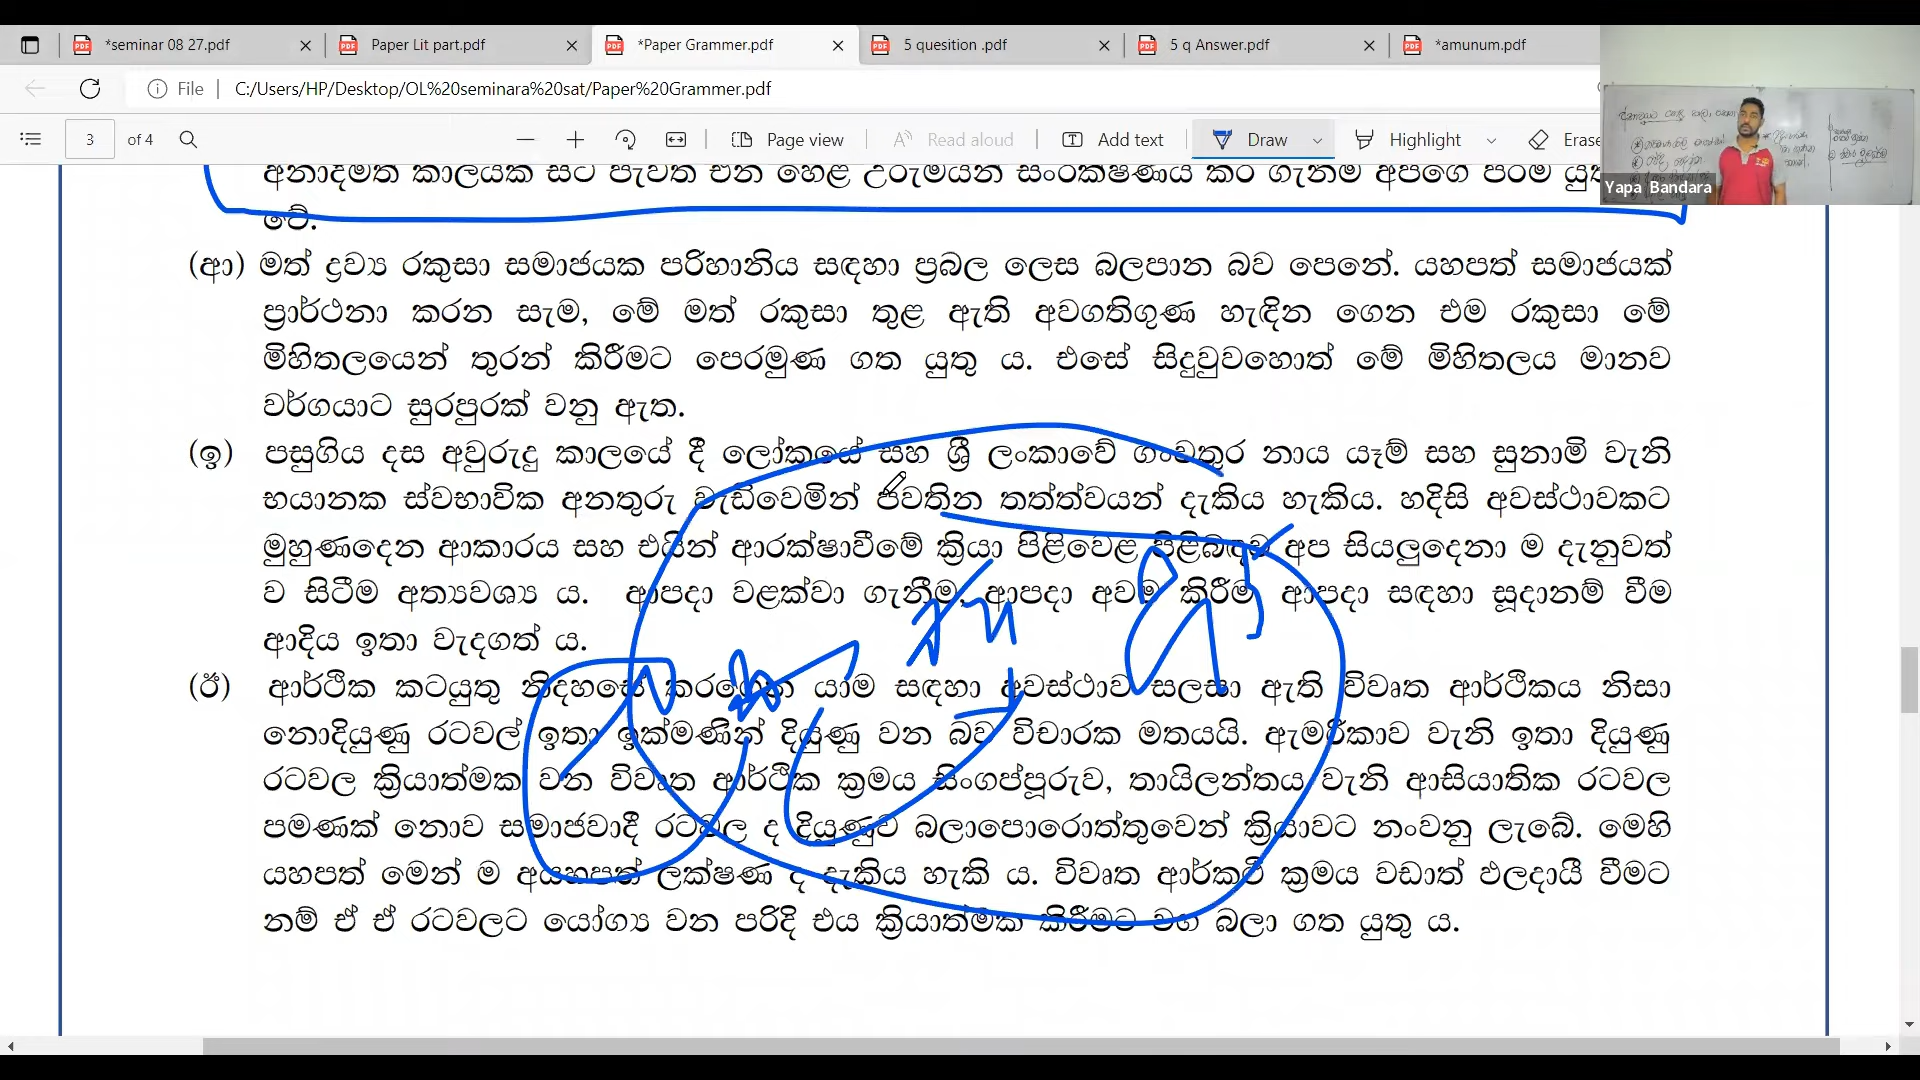 *seminar 08 27.pdf
Paper Lit part.pdf
*Paper Grammer.pdf
5 quesition .pdf
5 q Answer.pdf
*amunum.pdf
File
C:/Users/HP/Desktop/OL%20seminara%20sat/Paper%20Grammer.pdf
3 of 4
Page view
Read aloud
Add text
Draw
Highlight
Erase
Yapa Bandara
අනාදිමත් කාලයක සිට පැවත එන හෙළ උරුමයන් සංරක්ෂණය කර ගැනීම අපගේ පරම
වේ.
(ආ) මත් ද්‍රව්‍ය රකුසා සමාජයක පරිහානිය සඳහා ප්‍රබල ලෙස බලපාන බව පෙනේ. යහපත් සමාජයක්
ප්‍රාර්ථනා කරන සැම, මේ මත් රකුසා තුළ ඇති අවගතිගුණ හැඳින ගෙන එම රකුසා මේ
මිහිතලයෙන් තුරන් කිරීමට පෙරමුණ ගත යුතු ය. එසේ සිදුවුවහොත් මේ මිහිතලය මානව
වර්ගයාට සුරපුරක් වනු ඇත.
(ඉ) පසුගිය දස අවුරුදු කාලයේ දී ලෝකයේ සහ ශ්‍රී ලංකාවේ ගංවතුර නාය යෑම් සහ සුනාමි වැනි
භයානක ස්වභාවික අනතුරු වැඩිවෙමින් පවතින තත්ත්වයන් දැකිය හැකිය. හදිසි අවස්ථාවකට
මුහුණදෙන ආකාරය සහ එයින් ආරක්ෂාවීමේ ක්‍රියා පිළිවෙළ පිළිබඳව අප සියලුදෙනා ම දැනුවත්
ව සිටීම අත්‍යවශ්‍ය ය. ආපදා වළක්වා ගැනීම, ආපදා අවම කිරීම, ආපදා සඳහා සූදානම් වීම
ආදිය ඉතා වැදගත් ය.
(ඊ) ආර්ථික කටයුතු නිදහසේ කරගෙන යාම සඳහා අවස්ථාව සලසා ඇති විවෘත ආර්ථිකය නිසා
නොදියුණු රටවල් ඉතා ඉක්මණින් දියුණු වන බව විචාරක මතයයි. ඇමරිකාව වැනි ඉතා දියුණු
රටවල ක්‍රියාත්මක වන විවෘත ආර්ථික ක්‍රමය සිංගප්පූරුව, තායිලන්තය වැනි ආසියාතික රටවල
පමණක් නොව සමාජවාදී රටවල ද දියුණුව බලාපොරොත්තුවෙන් ක්‍රියාවට නංවනු ලැබේ. මෙහි
යහපත් මෙන් ම අයහපත් ලක්ෂණ ද දැකිය හැකි ය. විවෘත ආර්කථි ක්‍රමය වඩාත් ඵලදායී වීමට
නම් ඒ ඒ රටවලට යෝග්‍ය වන පරිදි එය ක්‍රියාත්මක කිරීමට වග බලා ගත යුතු ය.